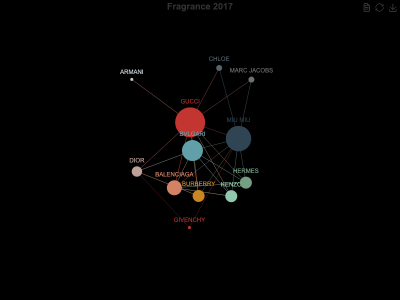 Fragrance 2017
CHLOE
ARMANI
MARC JACOBS
GUCCI
MIU MIU
BVLGARI
DIOR
BALENCIAGA
HERMES
BURBERRY
KENZO
GIVENCHY